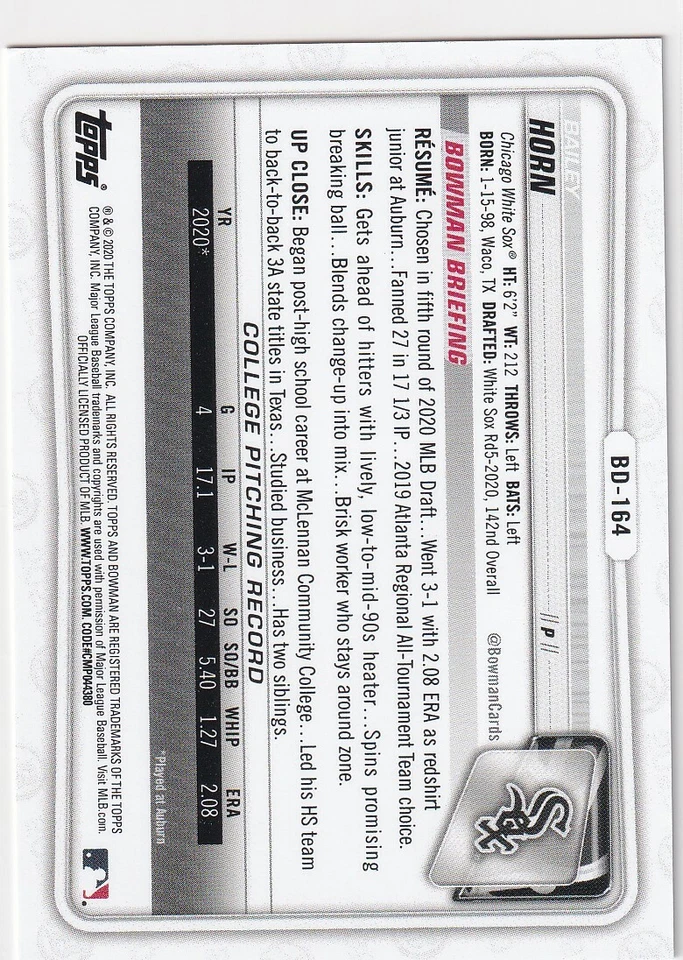 BD-164
BAILEY
HORN || P ||
Chicago White Sox® HT: 6'2" WT: 212 THROWS: Left BATS: Left
BORN: 1-15-98, Waco, TX DRAFTED: White Sox Rd5-2020, 142nd Overall @BowmanCards
Sox
BOWMAN BRIEFING
RÉSUMÉ: Chosen in fifth round of 2020 MLB Draft...Went 3-1 with 2.08 ERA as redshirt
junior at Auburn...Fanned 27 in 17 1/3 IP...2019 Atlanta Regional All-Tournament Team choice.
SKILLS: Gets ahead of hitters with lively, low-to-mid-90s heater...Spins promising
breaking ball...Blends change-up into mix...Brisk worker who stays around zone.
UP CLOSE: Began post-high school career at McLennan Community College...Led his HS team
to back-to-back 3A state titles in Texas...Studied business...Has two siblings.
COLLEGE PITCHING RECORD
YR G IP W-L SO SO/BB WHIP ERA
2020* 4 17.1 3-1 27 5.40 1.27 2.08
*Played at Auburn
topps®
® & © 2020 THE TOPPS COMPANY, INC. ALL RIGHTS RESERVED. TOPPS AND BOWMAN ARE REGISTERED TRADEMARKS OF THE TOPPS
COMPANY, INC. Major League Baseball trademarks and copyrights are used with permission of Major League Baseball. Visit MLB.com.
OFFICIALLY LICENSED PRODUCT OF MLB. WWW.TOPPS.COM. CODE#CMP044380